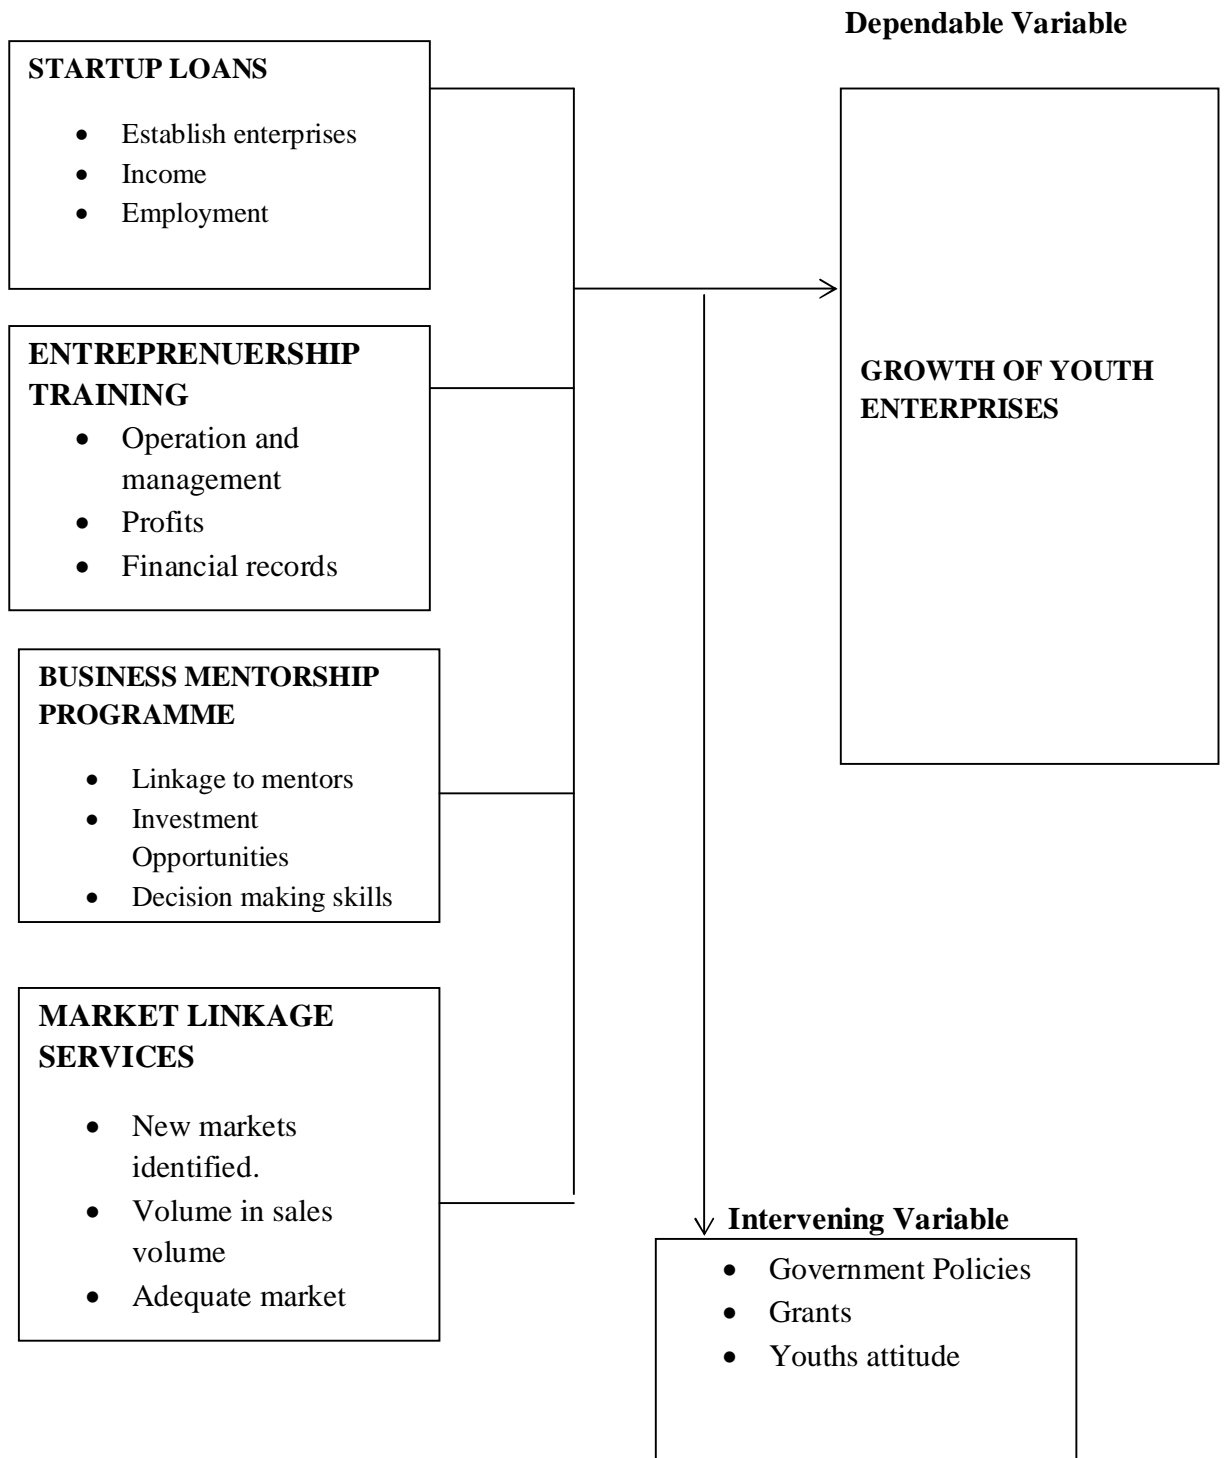 Dependable Variable
STARTUP LOANS
• Establish enterprises
• Income
• Employment
ENTREPRENUERSHIP
TRAINING
• Operation and
management
• Profits
• Financial records
BUSINESS MENTORSHIP
PROGRAMME
• Linkage to mentors
• Investment
Opportunities
• Decision making skills
MARKET LINKAGE
SERVICES
• New markets
identified.
• Volume in sales
volume
• Adequate market
GROWTH OF YOUTH
ENTERPRISES
Intervening Variable
• Government Policies
• Grants
• Youths attitude